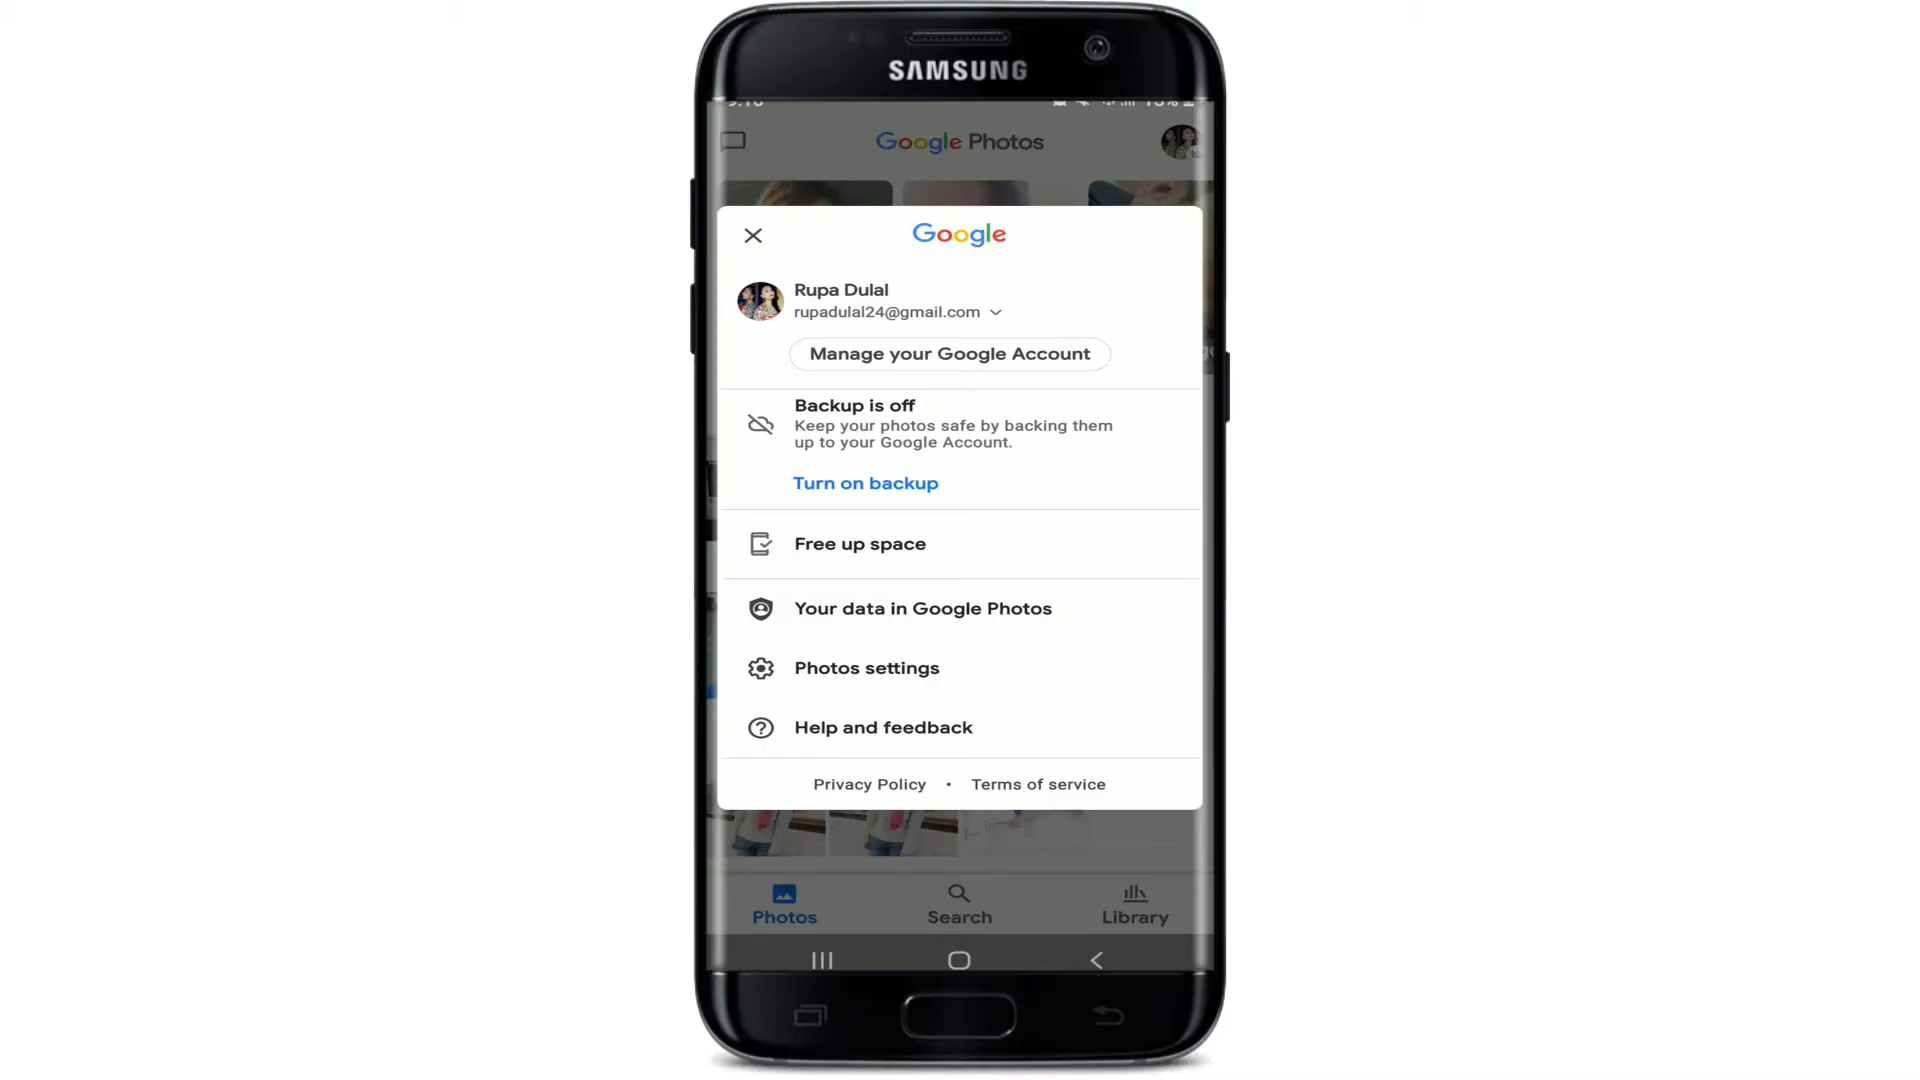 SAMSUNG
Google Photos
Google
Rupa Dulal
rupadulal24@gmail.com
Manage your Google Account
Backup is off
Keep your photos safe by backing them
up to your Google Account.
Turn on backup
Free up space
Your data in Google Photos
Photos settings
Help and feedback
Privacy Policy • Terms of service
Photos
Search
Library